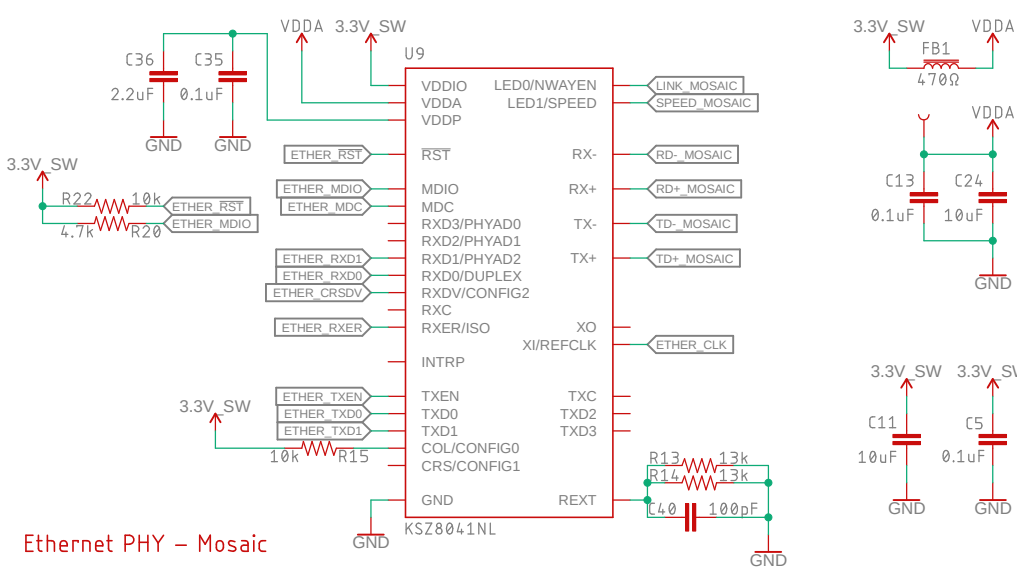 VDDA
3.3V_SW
C36
2.2uF
C35
0.1uF
GND
GND
U9
VDDIO
VDDA
VDDP
RST
MDIO
MDC
RXD3/PHYAD0
RXD2/PHYAD1
RXD1/PHYAD2
RXD0/DUPLEX
RXDV/CONFIG2
RXC
RXER/ISO
INTRP
TXEN
TXD0
TXD1
COL/CONFIG0
CRS/CONFIG1
GND
LED0/NWAYEN
LED1/SPEED
RX-
RX+
TX-
TX+
XO
XI/REFCLK
TXC
TXD2
TXD3
REXT
KSZ8041NL
ETHER_RST
ETHER_MDIO
ETHER_MDC
ETHER_RXD1
ETHER_RXD0
ETHER_CRSDV
ETHER_RXER
ETHER_TXEN
ETHER_TXD0
ETHER_TXD1
3.3V_SW
R22 10k
ETHER_RST
4.7k R20
ETHER_MDIO
3.3V_SW
10k R15
GND
LINK_MOSAIC
SPEED_MOSAIC
RD-_MOSAIC
RD+_MOSAIC
TD-_MOSAIC
TD+_MOSAIC
ETHER_CLK
R13 13k
R14 13k
C40 100pF
GND
3.3V_SW
VDDA
FB1
470Ω
VDDA
C13
0.1uF
C24
10uF
GND
3.3V_SW
C11
10uF
GND
C5
0.1uF
GND
Ethernet PHY - Mosaic